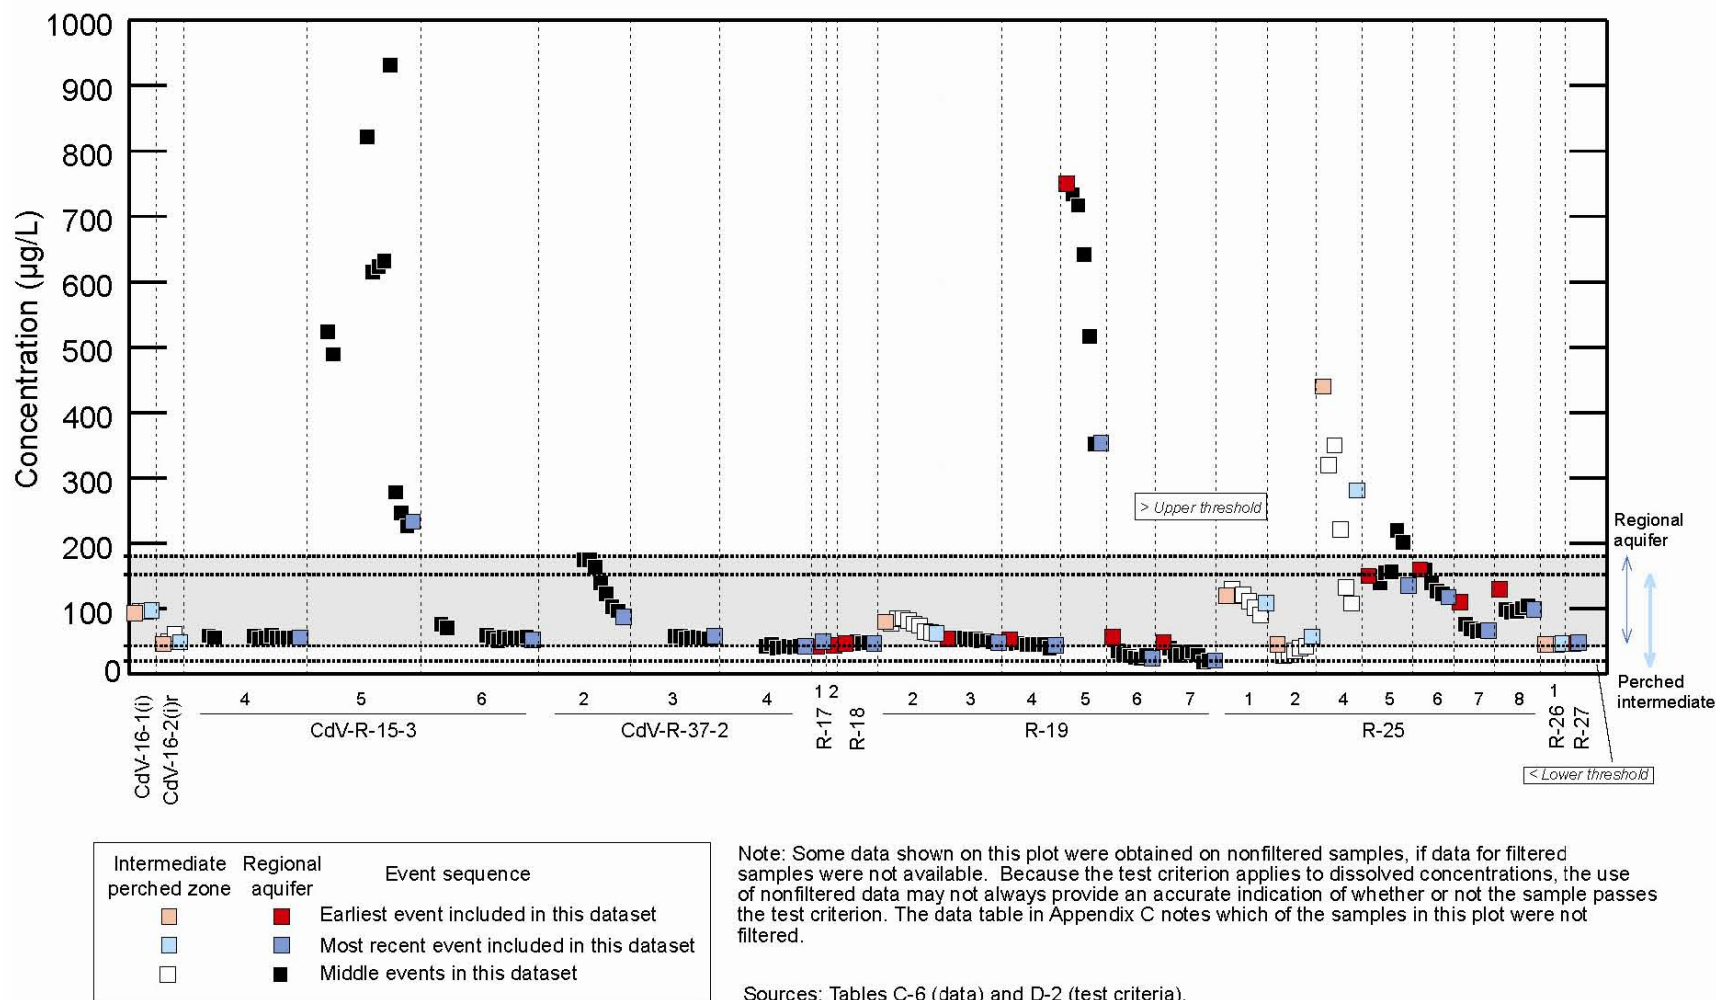 1000
900
800
700
600
500
400
300
200
100
0
Concentration (µg/L)
> Upper threshold
Regional
aquifer
Perched
intermediate
< Lower threshold
4 5 6 2 3 4 1 2 2 3 4 5 6 7 1 2 4 5 6 7 8 1
CdV-16-1(i)
CdV-16-2(i)r
CdV-R-15-3
CdV-R-37-2
R-17
R-18
R-19
R-25
R-26
R-27
Intermediate Regional
perched zone aquifer
Event sequence
Earliest event included in this dataset
Most recent event included in this dataset
Middle events in this dataset
Note: Some data shown on this plot were obtained on nonfiltered samples, if data for filtered
samples were not available. Because the test criterion applies to dissolved concentrations, the use
of nonfiltered data may not always provide an accurate indication of whether or not the sample passes
the test criterion. The data table in Appendix C notes which of the samples in this plot were not
filtered.
Sources: Tables C-6 (data) and D-2 (test criteria).